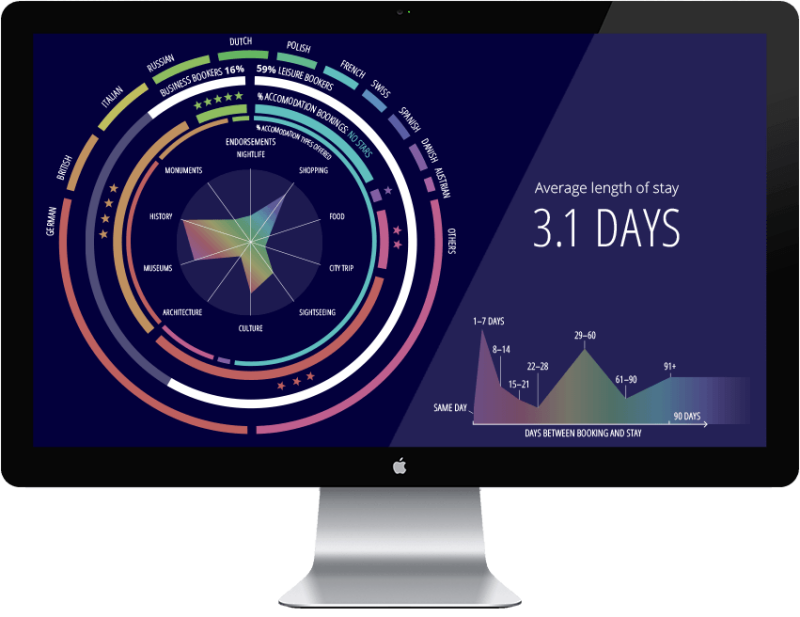 DUTCH
POLISH
FRENCH
SWISS
SPANISH
DANISH
AUSTRIAN
OTHERS
GERMAN
BRITISH
ITALIAN
RUSSIAN
BUSINESS BOOKERS 16%
59% LEISURE BOOKERS
% ACCOMODATION BOOKINGS: NO STARS
% ACCOMODATION TYPES OFFERED
ENDORSEMENTS
NIGHTLIFE
SHOPPING
FOOD
CITY TRIP
SIGHTSEEING
CULTURE
ARCHITECTURE
MUSEUMS
HISTORY
MONUMENTS
Average length of stay
3.1 DAYS
1–7 DAYS
8–14
15–21
22–28
29–60
61–90
91+
SAME DAY
90 DAYS
DAYS BETWEEN BOOKING AND STAY